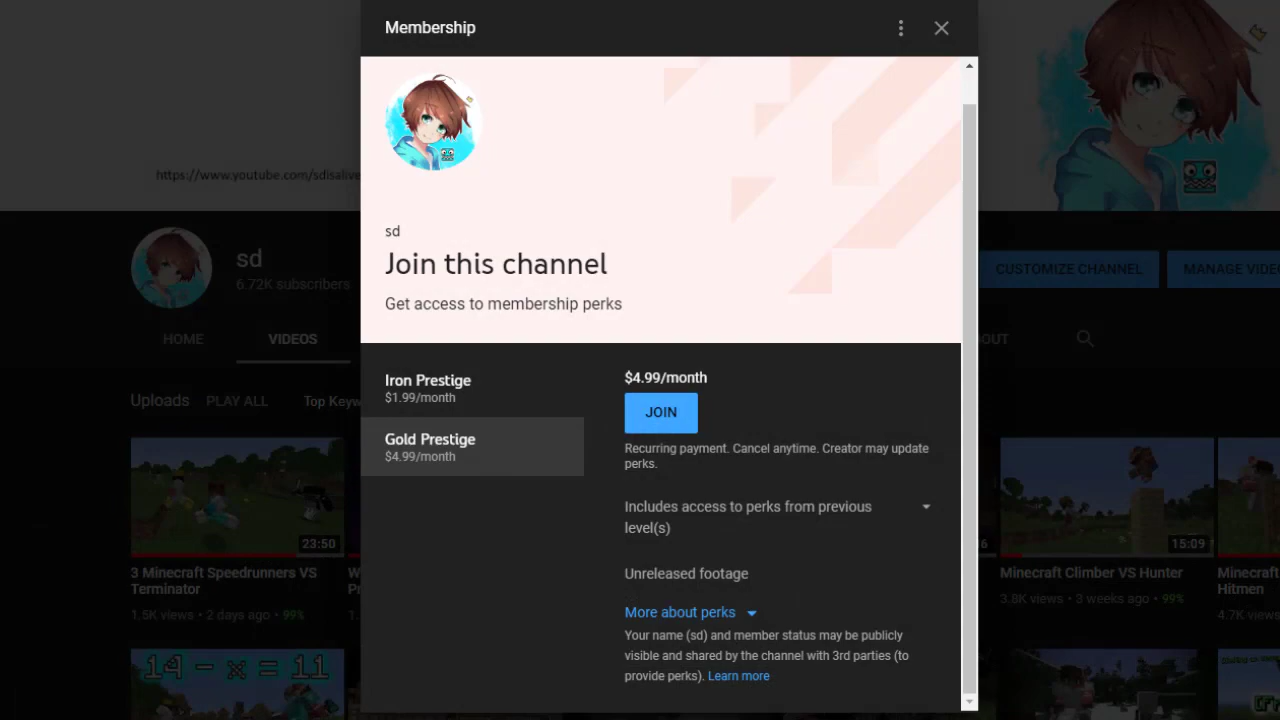 Membership
https://www.youtube.com/sdisalive
sd
Join this channel
Get access to membership perks
sd
6.72K subscribers
CUSTOMIZE CHANNEL
MANAGE VIDE
HOME
VIDEOS
OUT
Iron Prestige
$1.99/month
Gold Prestige
$4.99/month
$4.99/month
JOIN
Recurring payment. Cancel anytime. Creator may update
perks.
Includes access to perks from previous
level(s)
Unreleased footage
More about perks
Your name (sd) and member status may be publicly
visible and shared by the channel with 3rd parties (to
provide perks). Learn more
Uploads PLAY ALL Top Keyw
23:50
3 Minecraft Speedrunners VS
Terminator
1.5K views • 2 days ago • 99%
15:09
Minecraft Climber VS Hunter
3.8K views • 3 weeks ago • 99%
Minecraft
Hitmen
4.7K views
14 - x = 11